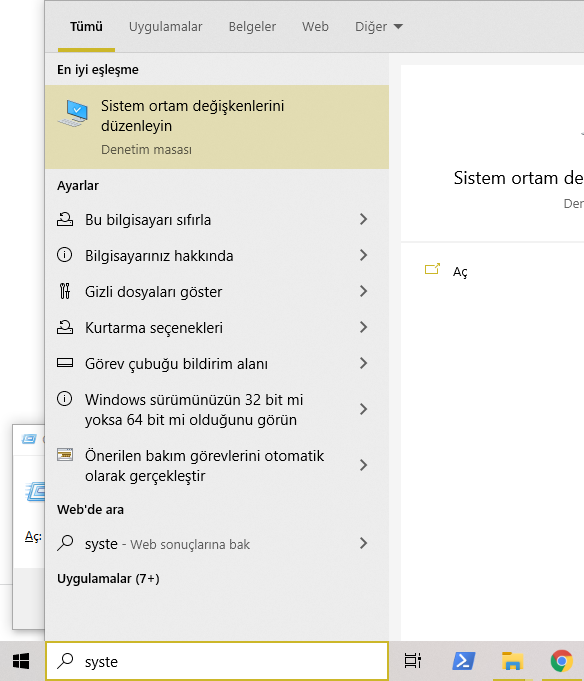 Tümü Uygulamalar Belgeler Web Diğer
En iyi eşleşme
Sistem ortam değişkenlerini
düzenleyin
Denetim masası
Ayarlar
Bu bilgisayarı sıfırla
Bilgisayarınız hakkında
Gizli dosyaları göster
Kurtarma seçenekleri
Görev çubuğu bildirim alanı
Windows sürümünüzün 32 bit mi
yoksa 64 bit mi olduğunu görün
Önerilen bakım görevlerini otomatik
olarak gerçekleştir
Web'de ara
syste - Web sonuçlarına bak
Uygulamalar (7+)
Sistem ortam de
Der
Aç
Aç:
syste